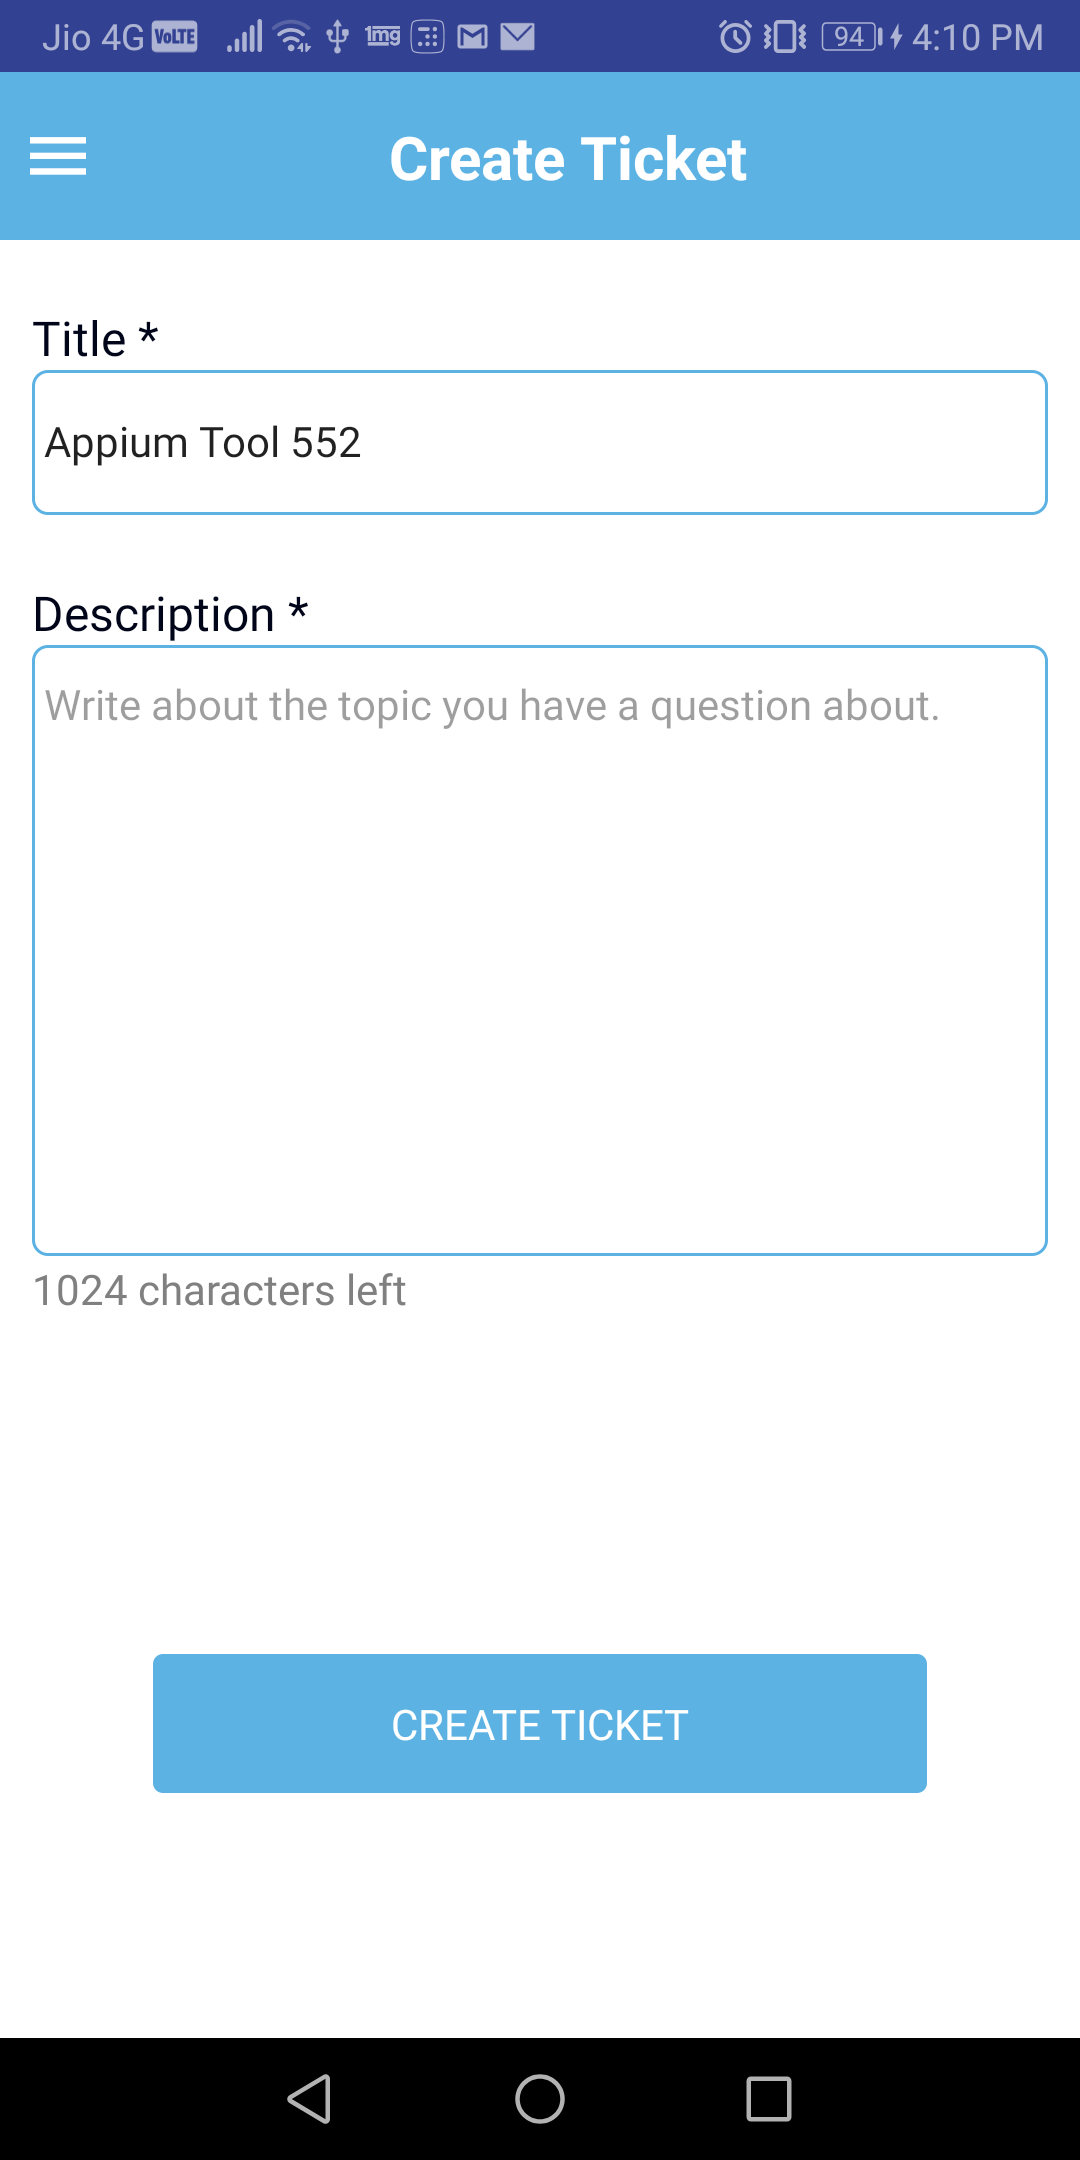 Jio 4G VoLTE 1mg 94 4:10 PM
Create Ticket
Title *
Appium Tool 552
Description *
Write about the topic you have a question about.
1024 characters left
CREATE TICKET